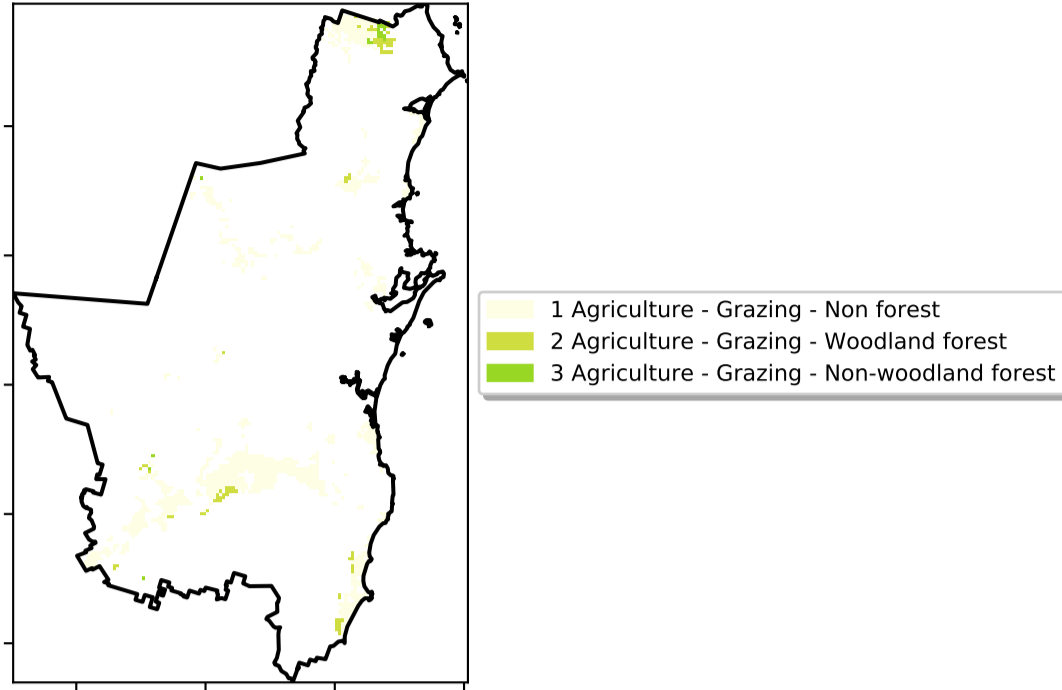 1 Agriculture - Grazing - Non forest
2 Agriculture - Grazing - Woodland forest
3 Agriculture - Grazing - Non-woodland forest